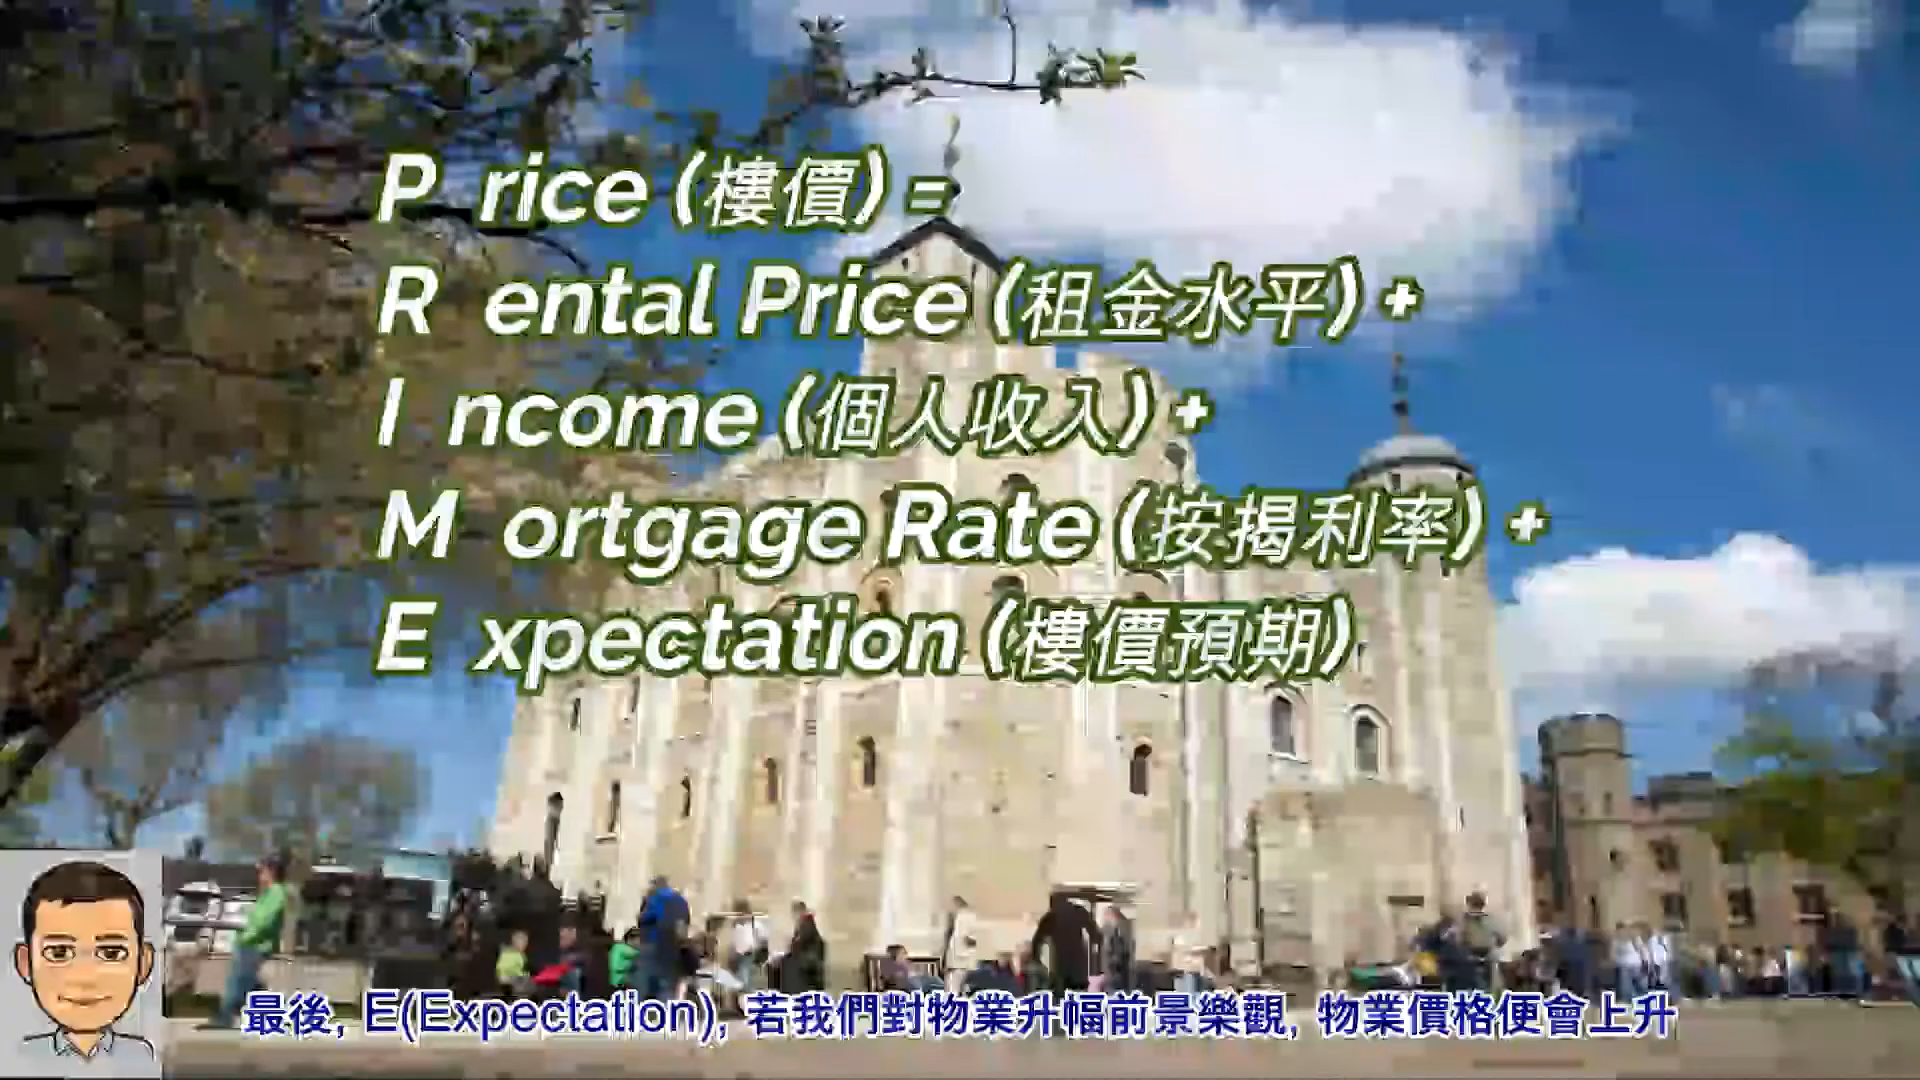 P rice (樓價) =
R ental Price (租金水平) +
I ncome (個人收入) +
M ortgage Rate (按揭利率) +
E xpectation (樓價預期)
最後, E(Expectation), 若我們對物業升幅前景樂觀, 物業價格便會上升